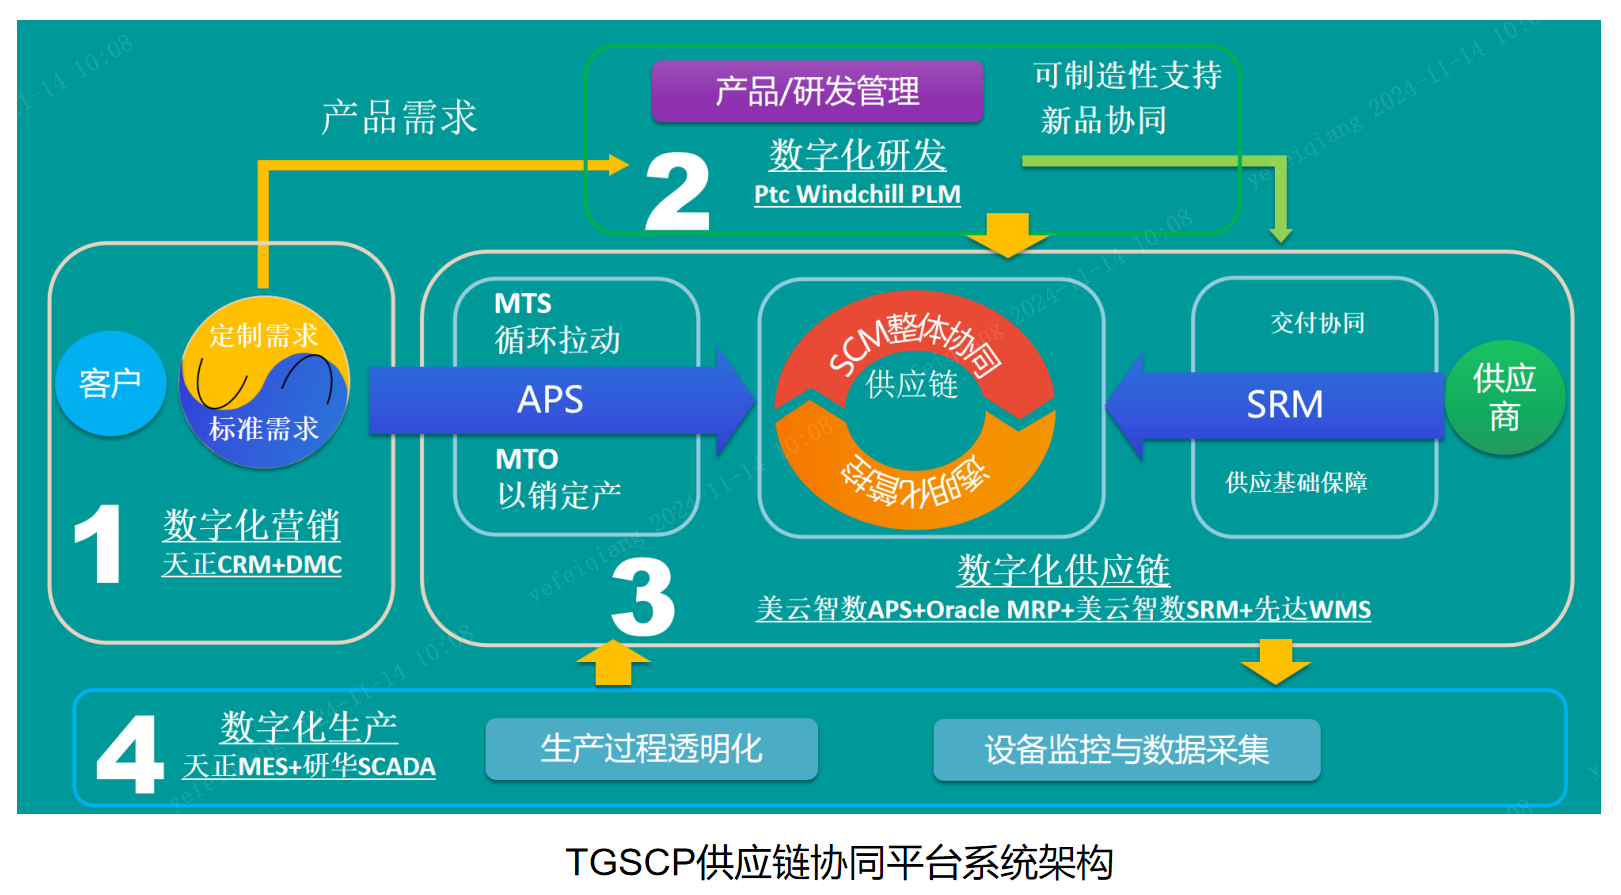 产品/研发管理
可制造性支持
新品协同
产品需求
2
数字化研发
Ptc Windchill PLM
客户
定制需求
标准需求
1
数字化营销
天正CRM+DMC
MTS
循环拉动
APS
MTO
以销定产
SCM整体协同
供应链
透明化管控
交付协同
SRM
供应基础保障
供应
商
3
数字化供应链
美云智数APS+Oracle MRP+美云智数SRM+先达WMS
4
数字化生产
天正MES+研华SCADA
生产过程透明化
设备监控与数据采集
yefeiqiang 2024-11-14 10:08
TGSCP供应链协同平台系统架构